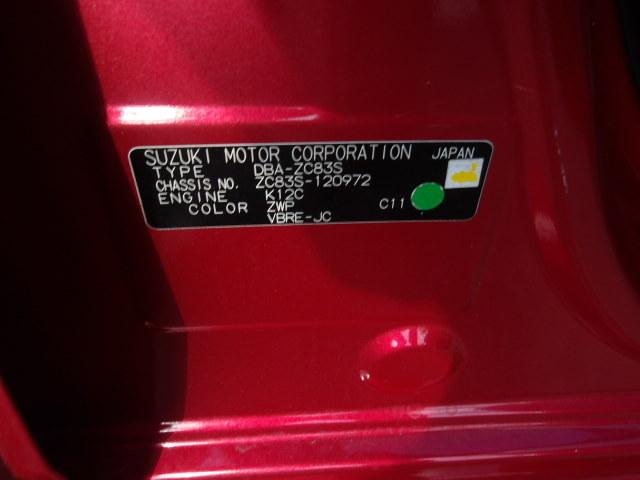 SUZUKI MOTOR CORPORATION JAPAN
TYPE DBA-ZC83S
CHASSIS NO. ZC83S-120972
ENGINE K12C
COLOR ZWP C11
VBRE-JC